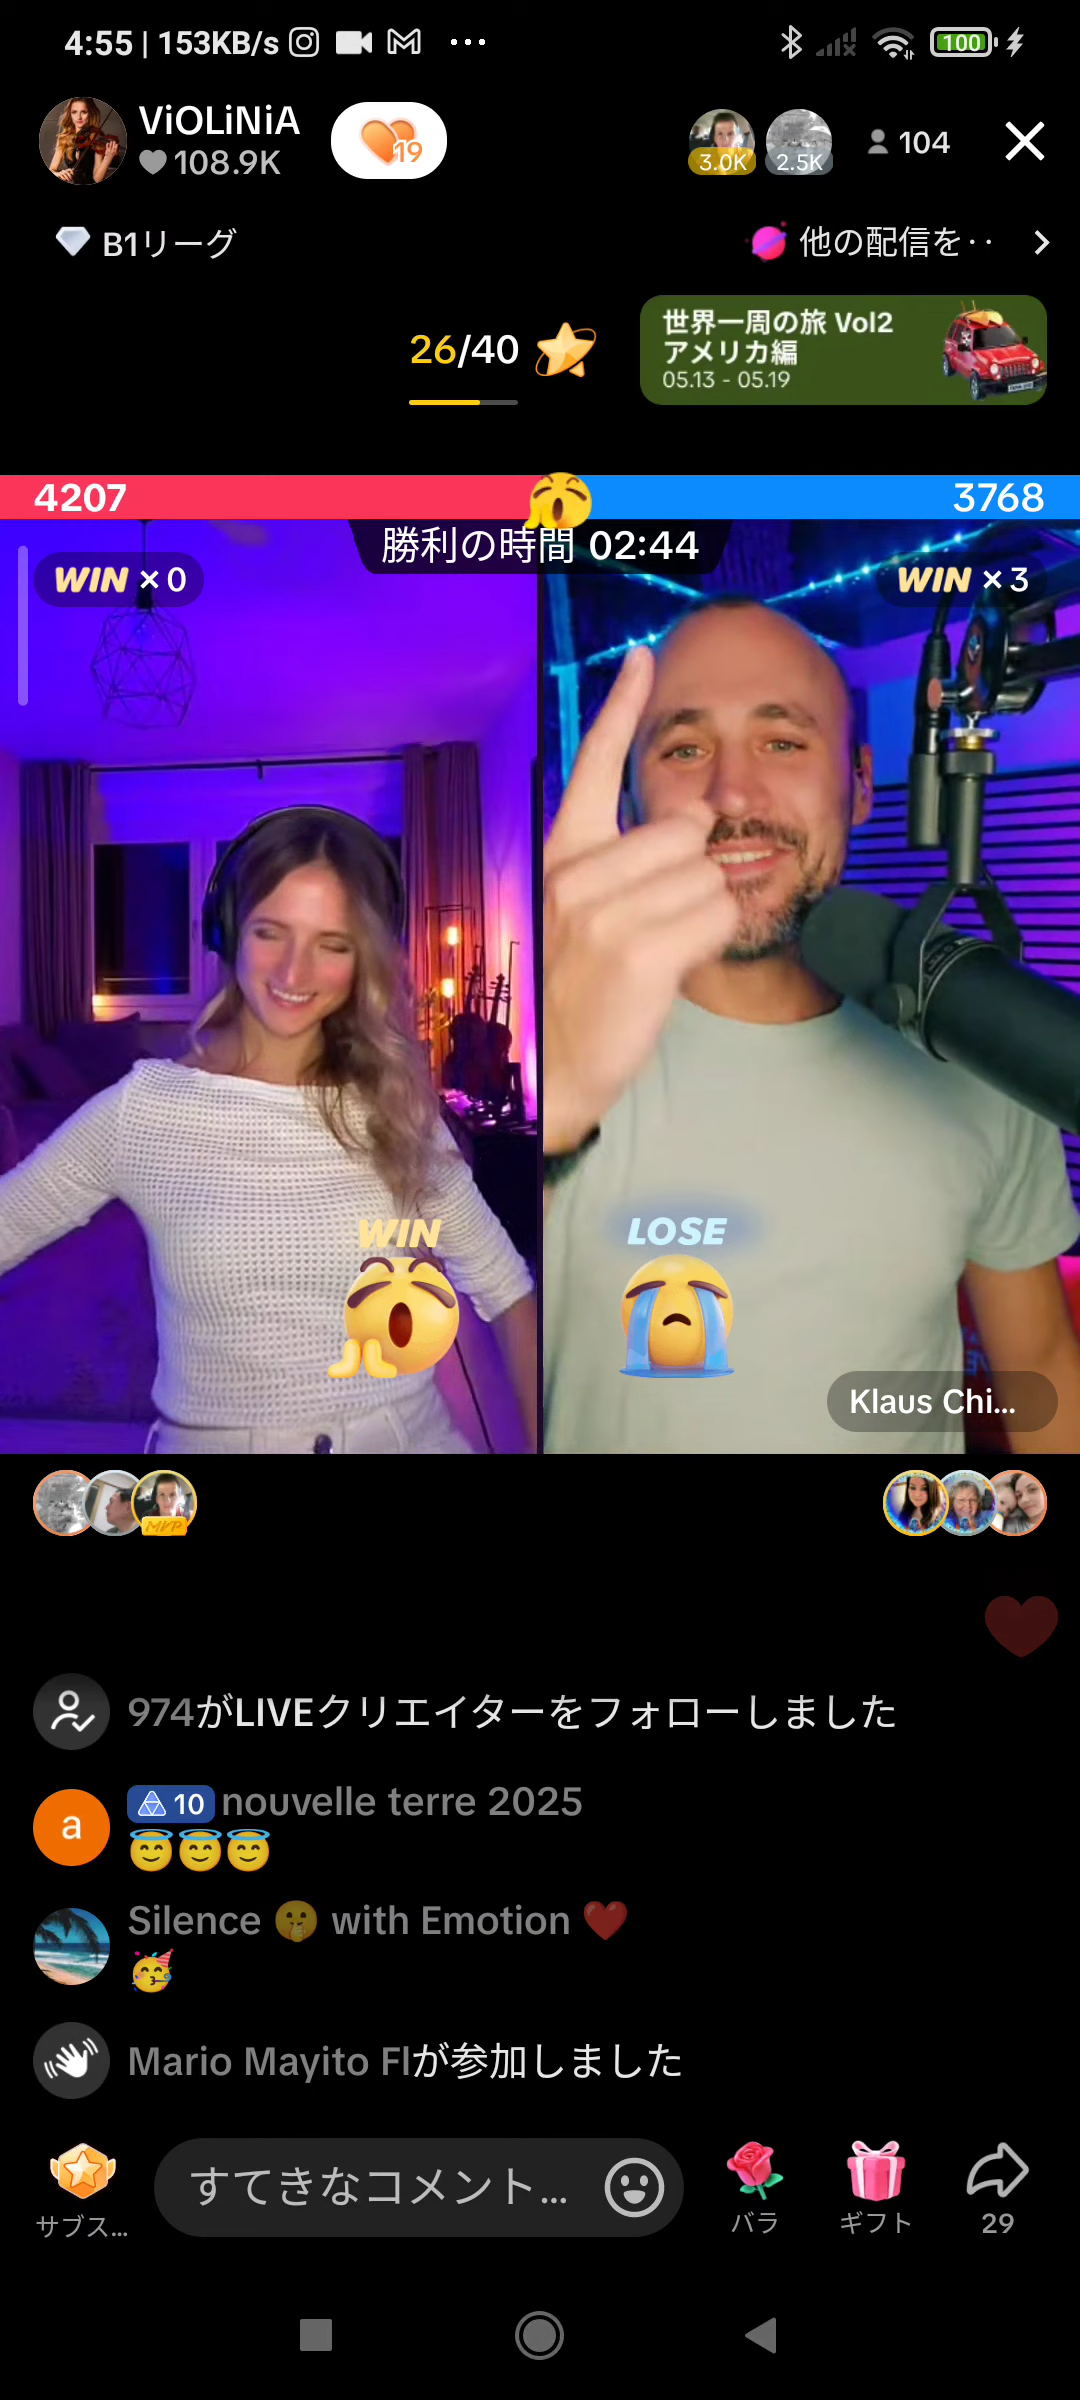 4:55 | 153KB/s
100
ViOLiNiA
108.9K
19
3.0K
2.5K
104
B1リーグ
他の配信を‥
26/40
世界一周の旅 Vol2
アメリカ編
05.13 - 05.19
4207
3768
勝利の時間 02:44
WIN ×0
WIN ×3
WIN
LOSE
Klaus Chi...
MVP
974がLIVEクリエイターをフォローしました
a
10 nouvelle terre 2025
😇😇😇
Silence 🤫 with Emotion ❤️
🥳
Mario Mayito Flが参加しました
すてきなコメント...
サブス...
バラ
ギフト
29